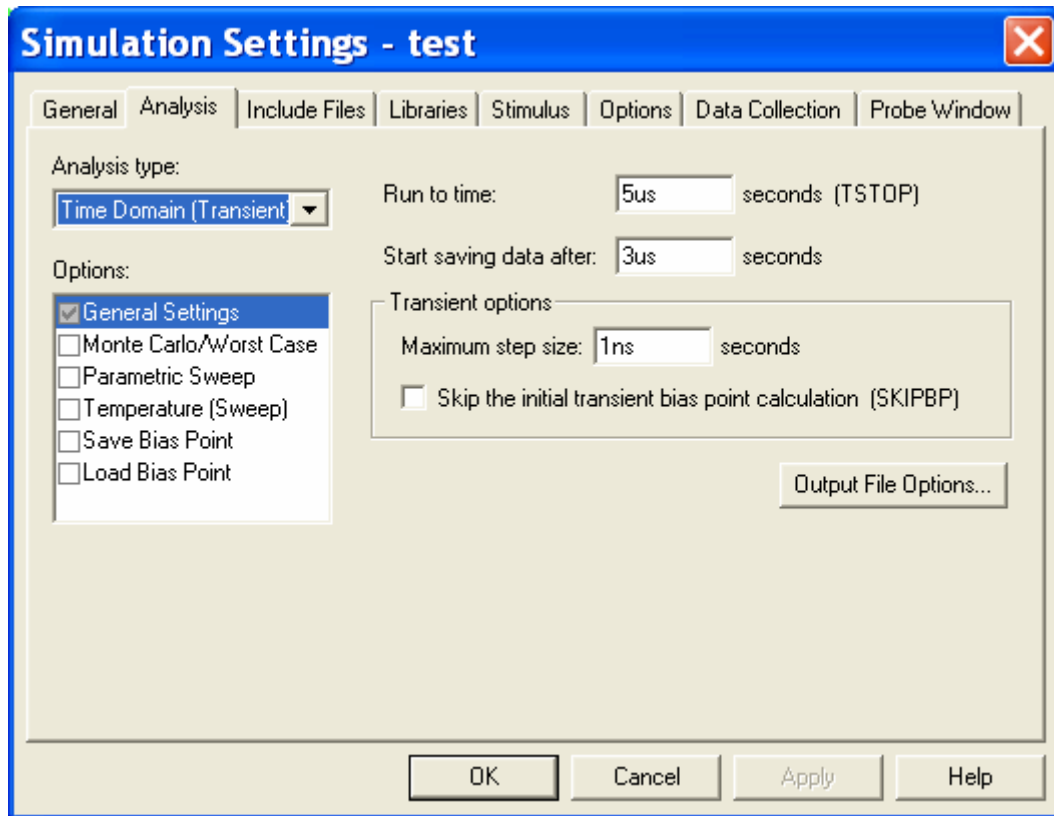 Simulation Settings - test
General Analysis Include Files Libraries Stimulus Options Data Collection Probe Window
Analysis type:
Time Domain (Transient)
Options:
General Settings
Monte Carlo/Worst Case
Parametric Sweep
Temperature (Sweep)
Save Bias Point
Load Bias Point
Run to time: 5us seconds (TSTOP)
Start saving data after: 3us seconds
Transient options
Maximum step size: 1ns seconds
Skip the initial transient bias point calculation (SKIPBP)
Output File Options...
OK Cancel Apply Help